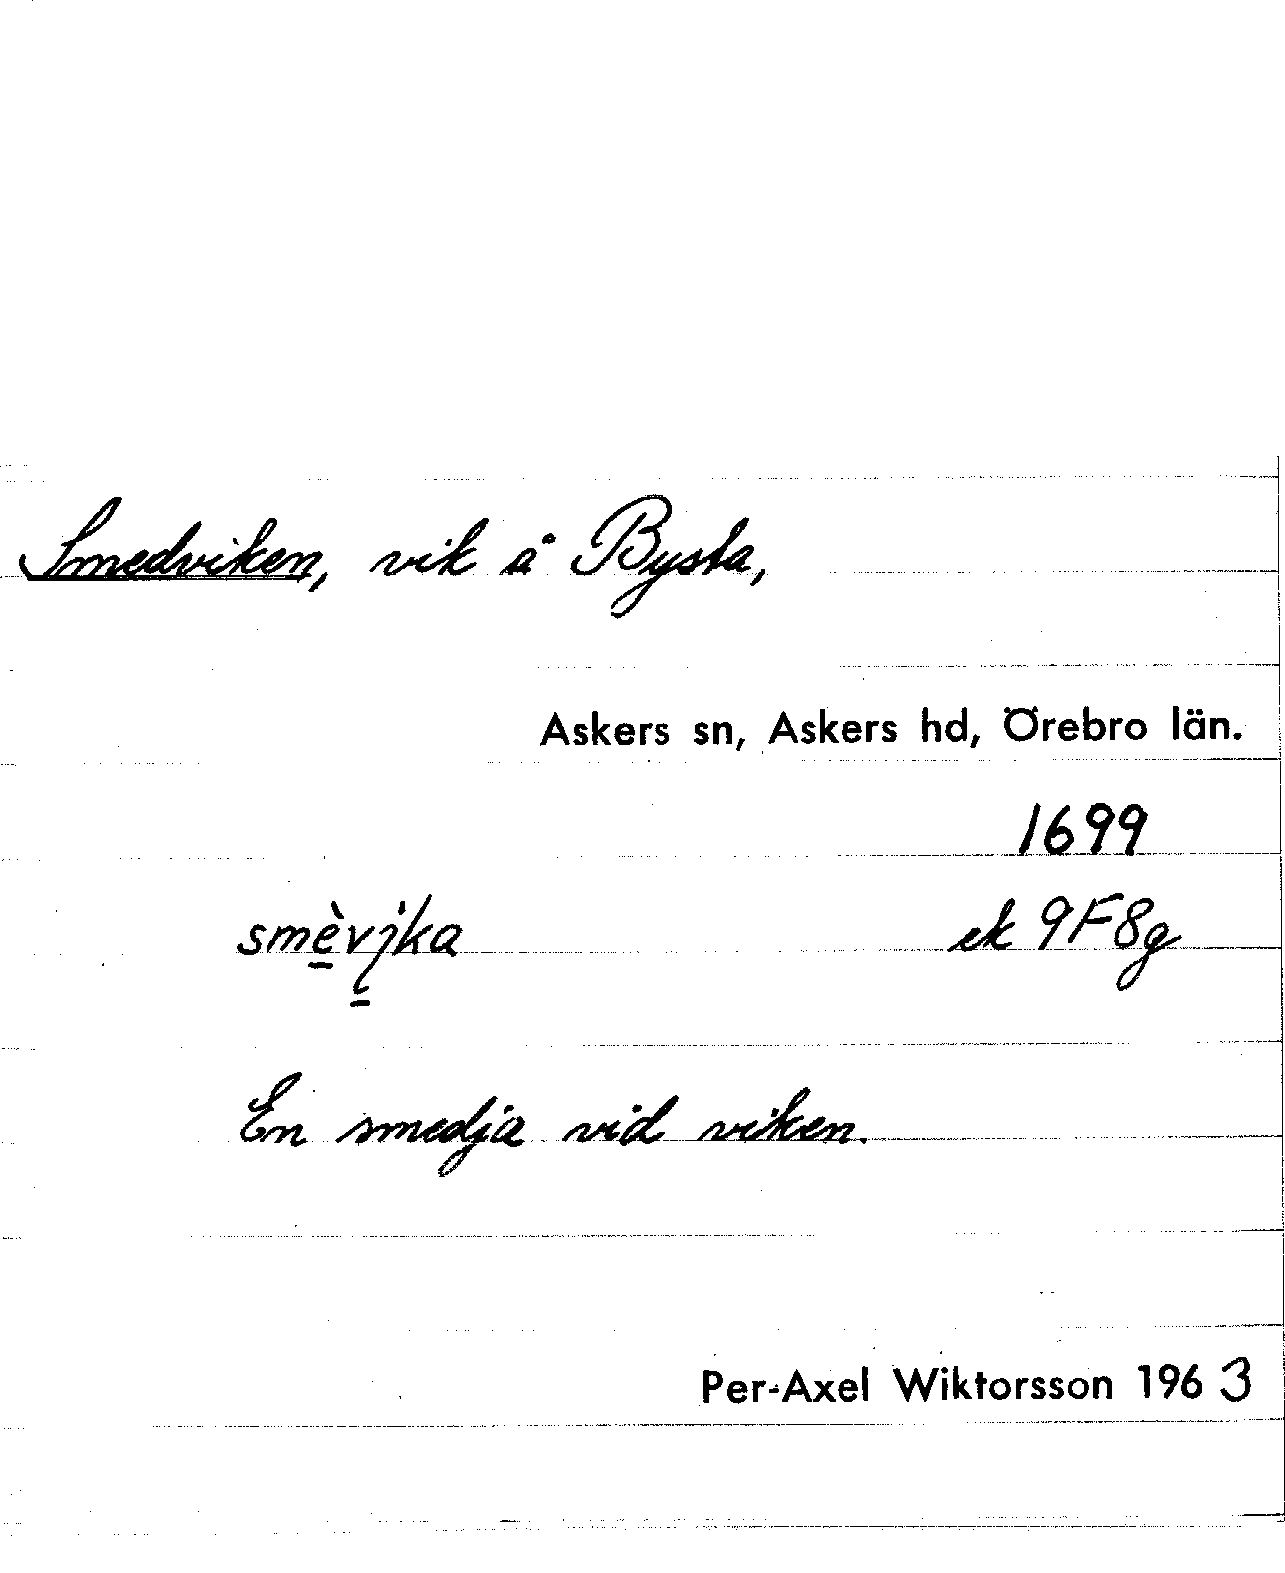 Smedviken, vik å Bysta,
Askers sn, Askers hd, Örebro län.
1699
smèvịka ek 9F8g
En smedja vid viken.
Per-Axel Wiktorsson 1963